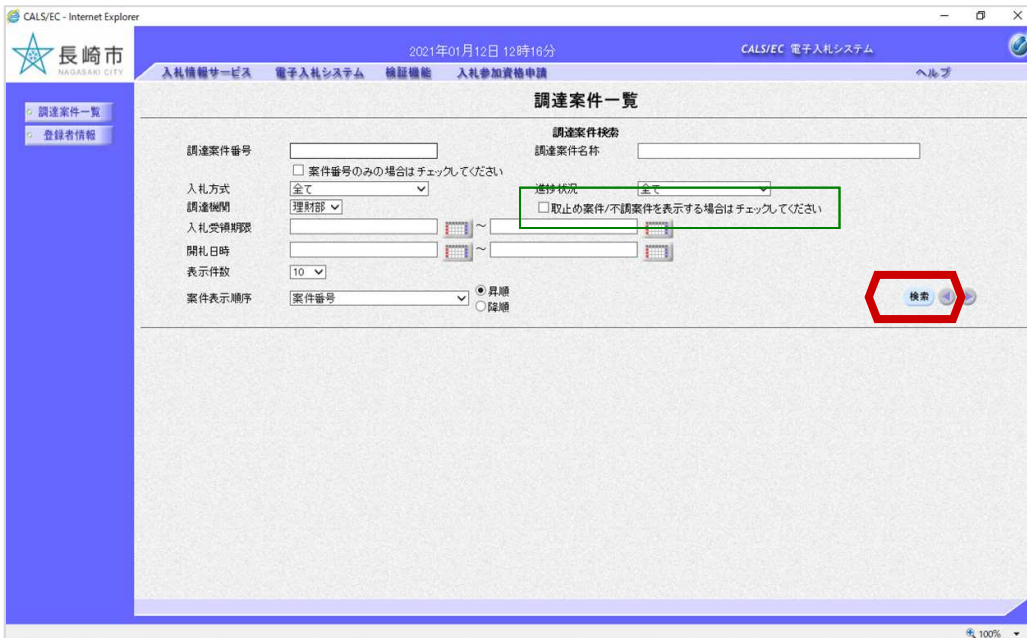 CALS/EC - Internet Explorer
長崎市
NAGASAKI CITY
2021年01月12日 12時16分
CALS/EC 電子入札システム
入札情報サービス 電子入札システム 検証機能 入札参加資格申請 ヘルプ
調達案件一覧
登録者情報
調達案件一覧
調達案件検索
調達案件番号 調達案件名称
案件番号のみの場合はチェックしてください
入札方式 全て 進捗状況 全て
調達機関 理財部 取止め案件/不調案件を表示する場合はチェックしてください
入札受領期限 ~
開札日時 ~
表示件数 10
案件表示順序 案件番号 昇順
降順
検索
100%